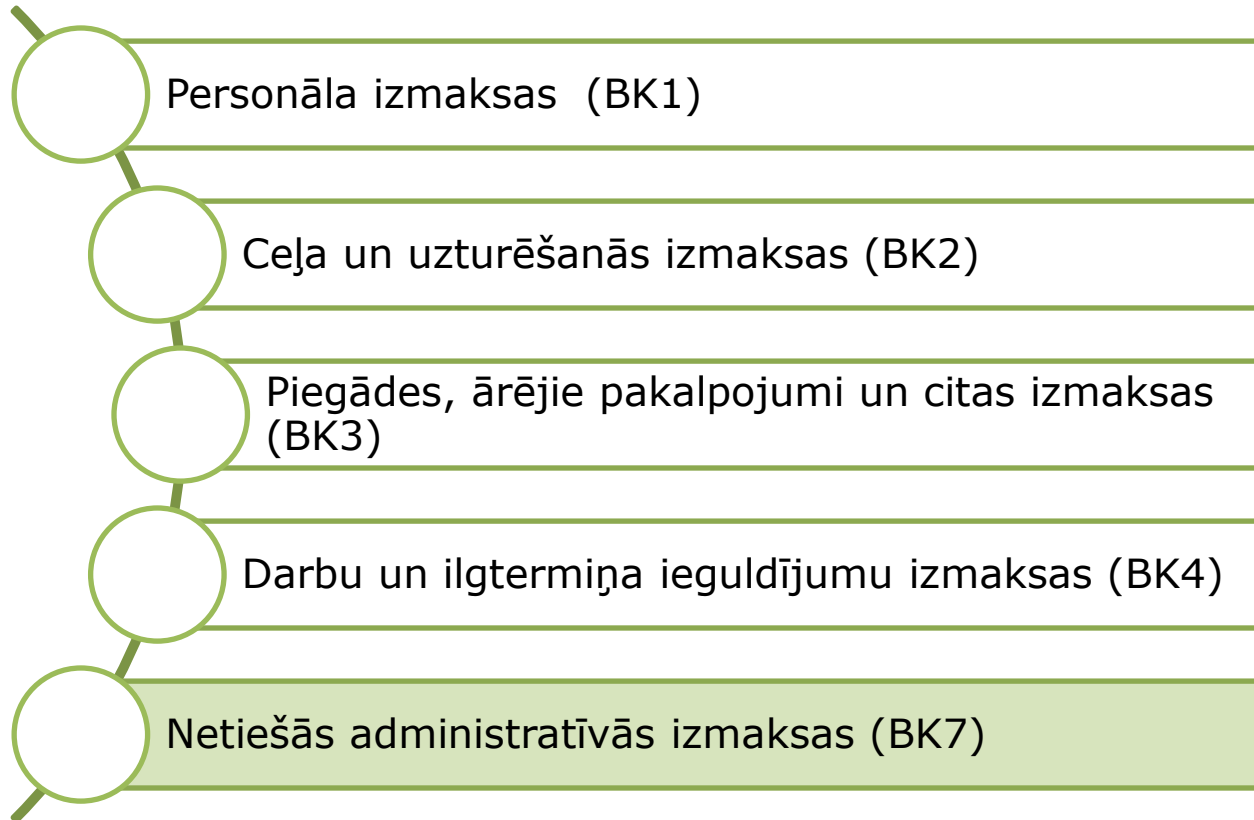 Personāla izmaksas (BK1)
Ceļa un uzturēšanās izmaksas (BK2)
Piegādes, ārējie pakalpojumi un citas izmaksas
(BK3)
Darbu un ilgtermiņa ieguldījumu izmaksas (BK4)
Netiešās administratīvās izmaksas (BK7)